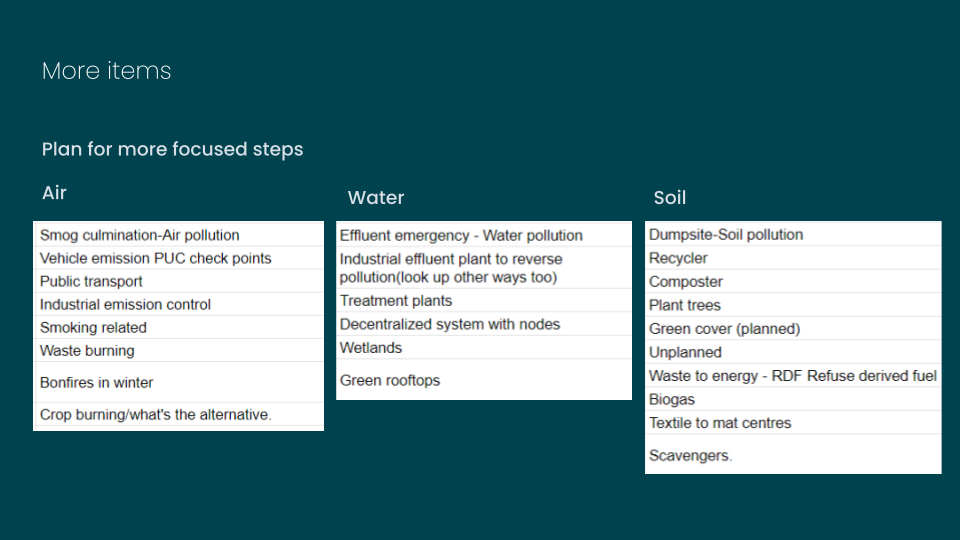 More items
Plan for more focused steps
Air
Smog culmination-Air pollution
Vehicle emission PUC check points
Public transport
Industrial emission control
Smoking related
Waste burning
Bonfires in winter
Crop burning/what's the alternative.
Water
Effluent emergency - Water pollution
Industrial effluent plant to reverse
pollution(look up other ways too)
Treatment plants
Decentralized system with nodes
Wetlands
Green rooftops
Soil
Dumpsite-Soil pollution
Recycler
Composter
Plant trees
Green cover (planned)
Unplanned
Waste to energy - RDF Refuse derived fuel
Biogas
Textile to mat centres
Scavengers.